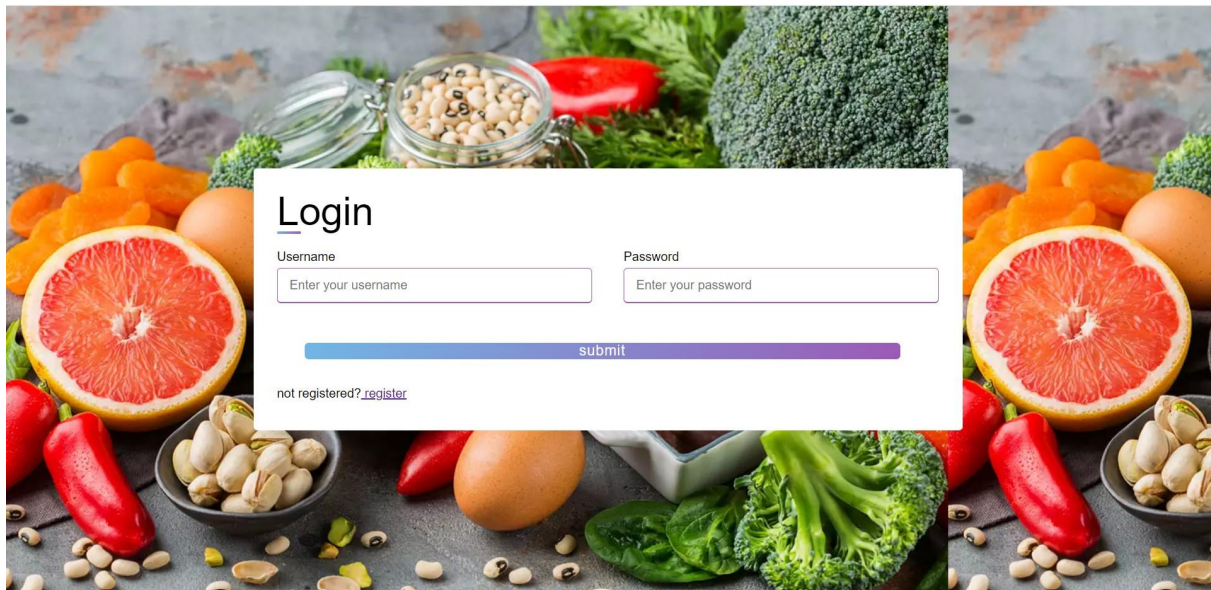 Login
Username Password
Enter your username Enter your password
submit
not registered? register